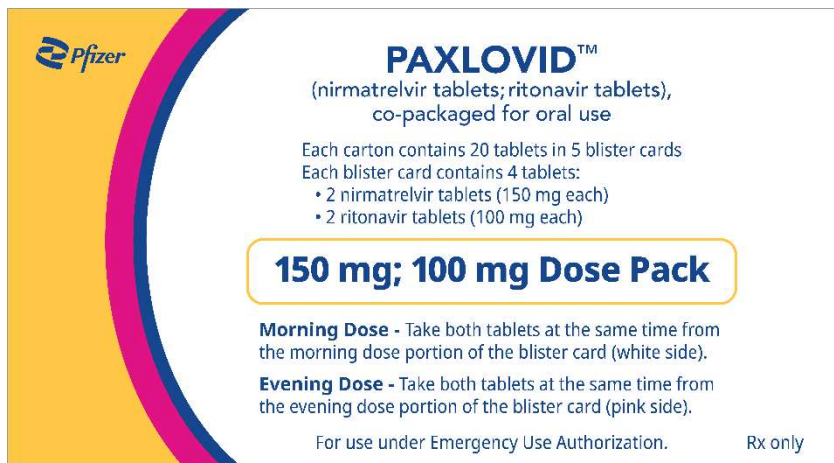 Pfizer
PAXLOVID™
(nirmatrelvir tablets; ritonavir tablets),
co-packaged for oral use
Each carton contains 20 tablets in 5 blister cards
Each blister card contains 4 tablets:
• 2 nirmatrelvir tablets (150 mg each)
• 2 ritonavir tablets (100 mg each)
150 mg; 100 mg Dose Pack
Morning Dose - Take both tablets at the same time from
the morning dose portion of the blister card (white side).
Evening Dose - Take both tablets at the same time from
the evening dose portion of the blister card (pink side).
For use under Emergency Use Authorization. Rx only